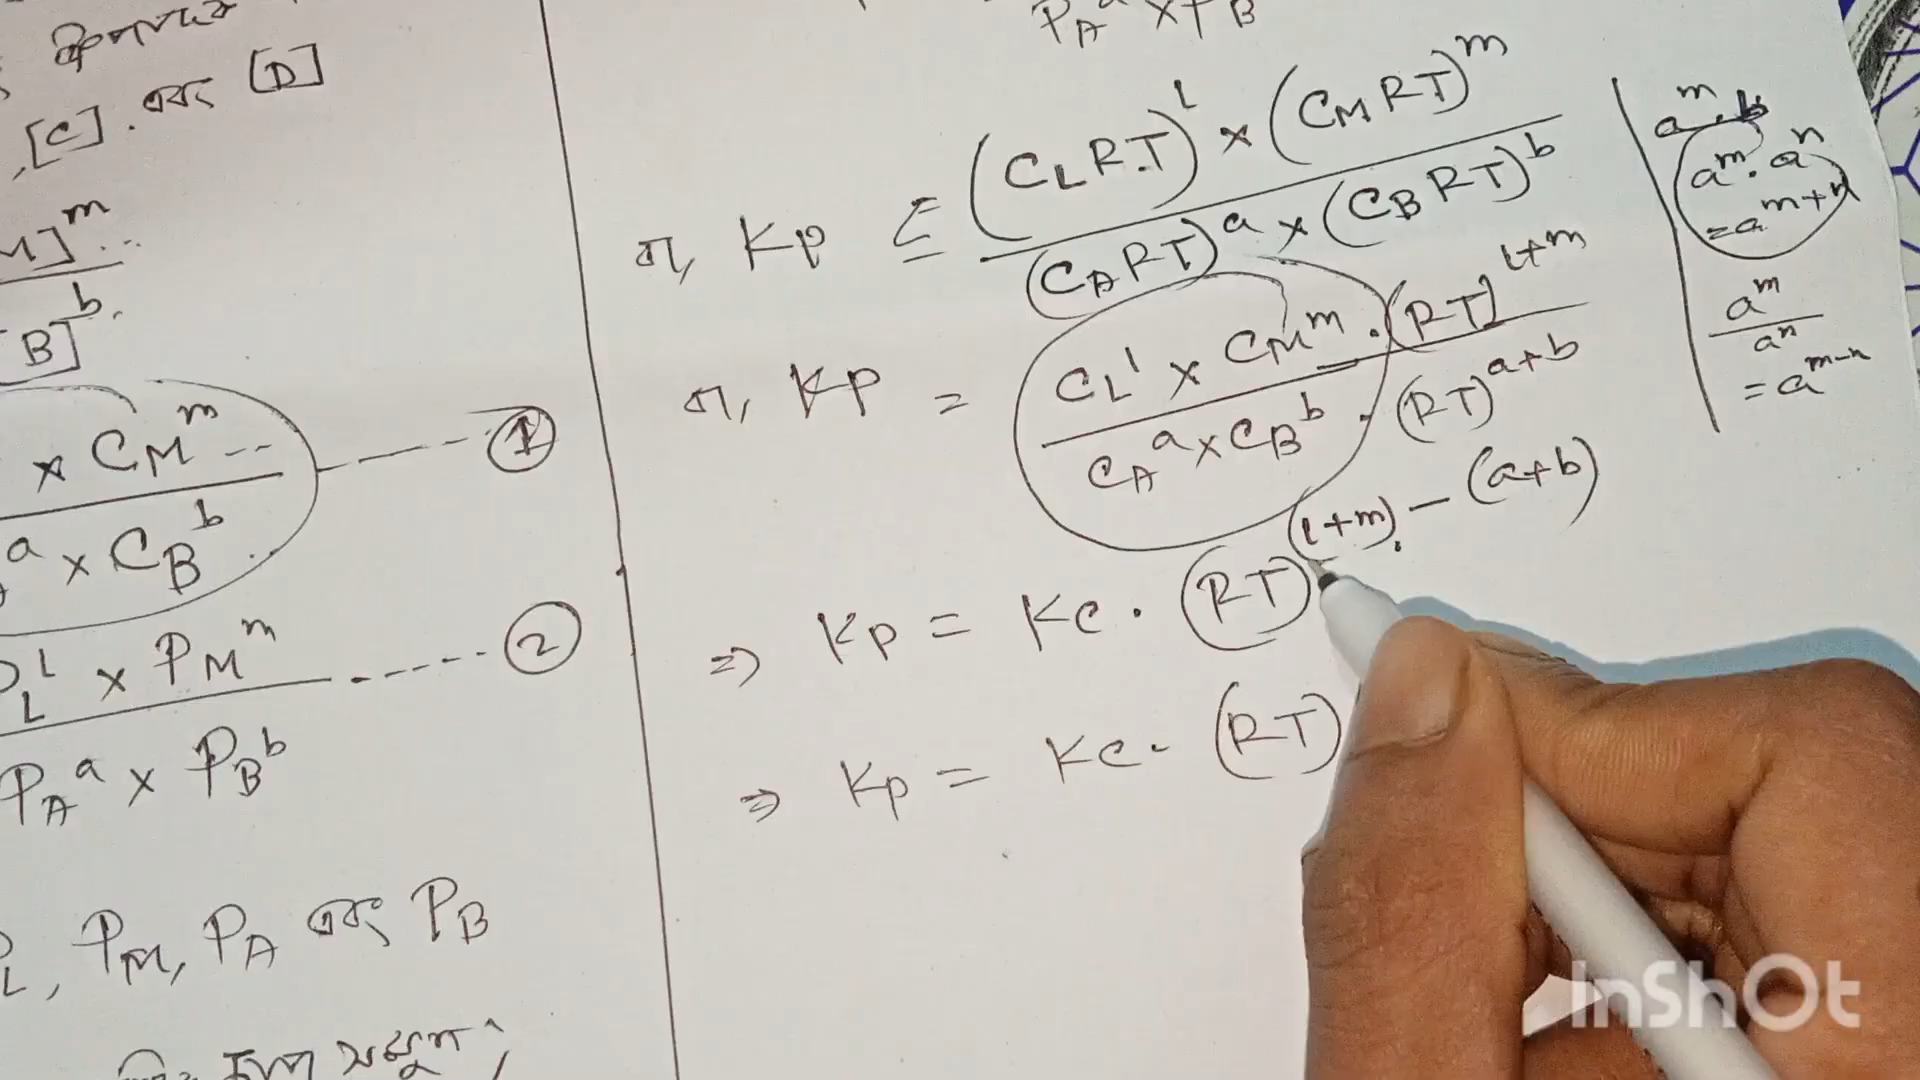 [C]. এবং [D]
M]^m
[B]^b.
x C_M^m -- ----- ①
^a x C_B^b
P_L^L x P_M^m ----- ②
P_A^a x P_B^b
P_L, P_M, P_A এবং P_B
P_A^a x P_B
বা, Kp = (C_L R.T)^l x (C_M RT)^m / (C_A RT)^a x (C_B RT)^b
বা, Kp = C_L^l x C_M^m . (RT)^l+m / C_A^a x C_B^b . (RT)^a+b
⇒ Kp = Kc . (RT)^(l+m) - (a+b)
⇒ Kp = Kc - (RT)
a^m . b
a^m . a^n
= a^m+n
a^m / a^n
= a^m-n
InShOt